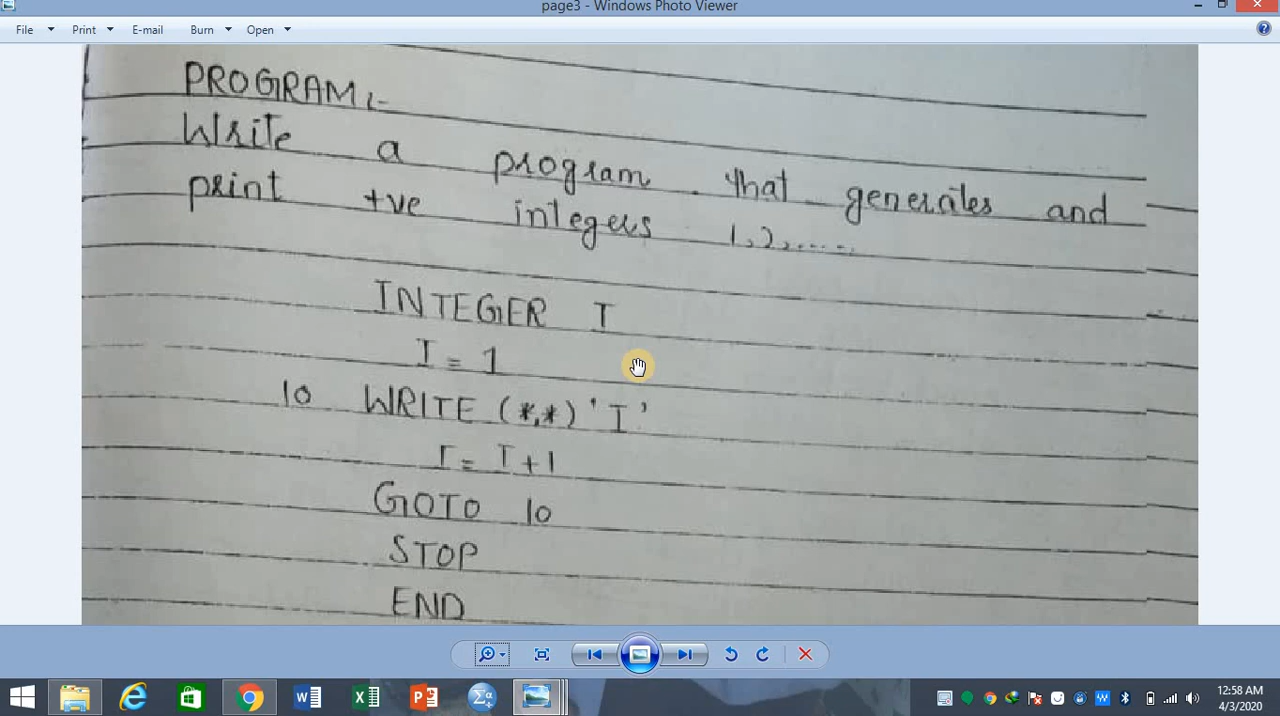 page3 - Windows Photo Viewer
File Print E-mail Burn Open
PROGRAM:-
Write a program that generates and
print +ve integers 1,2,.....
INTEGER I
I = 1
10 WRITE (*,*) 'I'
I = I + 1
GOTO 10
STOP
END
12:58 AM
4/3/2020